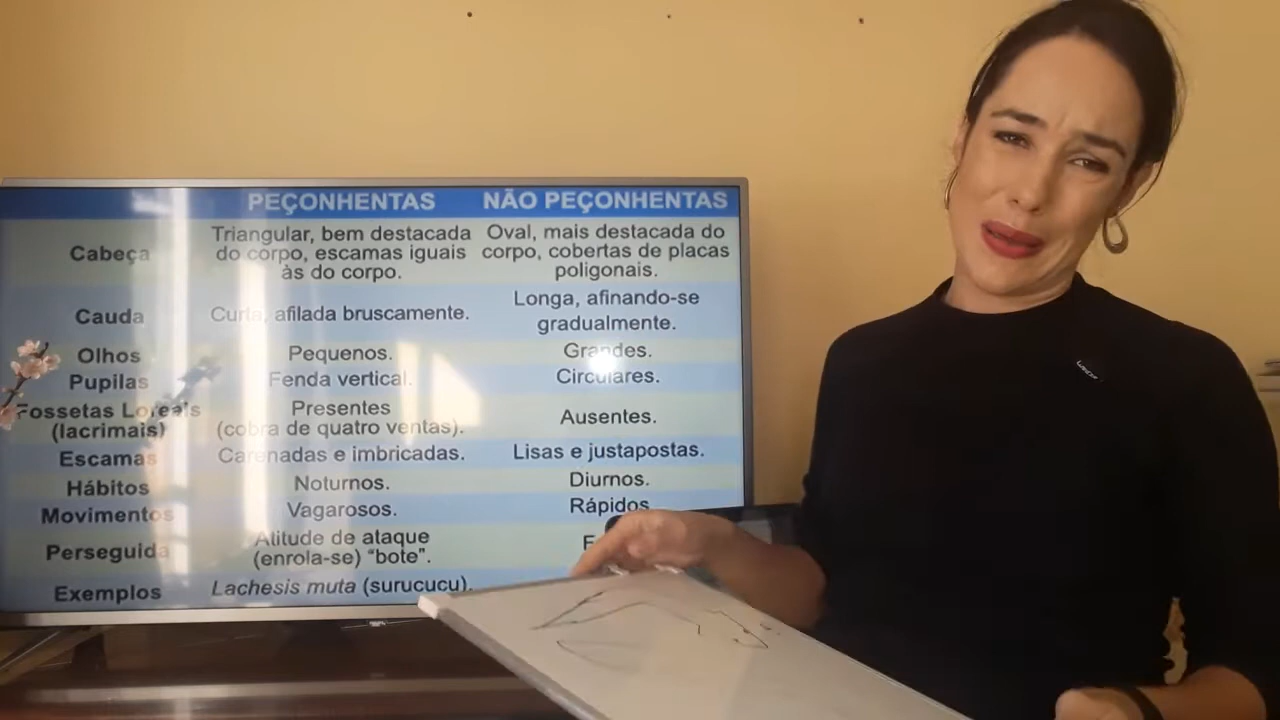 PEÇONHENTAS NÃO PEÇONHENTAS
Cabeça
Triangular, bem destacada
do corpo, escamas iguais
às do corpo.
Oval, mais destacada do
corpo, cobertas de placas
poligonais.
Cauda
Curta, afilada bruscamente.
Longa, afinando-se
gradualmente.
Olhos Pequenos. Grandes.
Pupilas Fenda vertical. Circulares.
Fossetas Loreais
(lacrimais)
Presentes
(cobra de quatro ventas).
Ausentes.
Escamas Carenadas e imbricadas. Lisas e justapostas.
Hábitos Noturnos. Diurnos.
Movimentos Vagarosos. Rápidos
Perseguida
Atitude de ataque
(enrola-se) “bote”.
F
Exemplos Lachesis muta (surucucu).